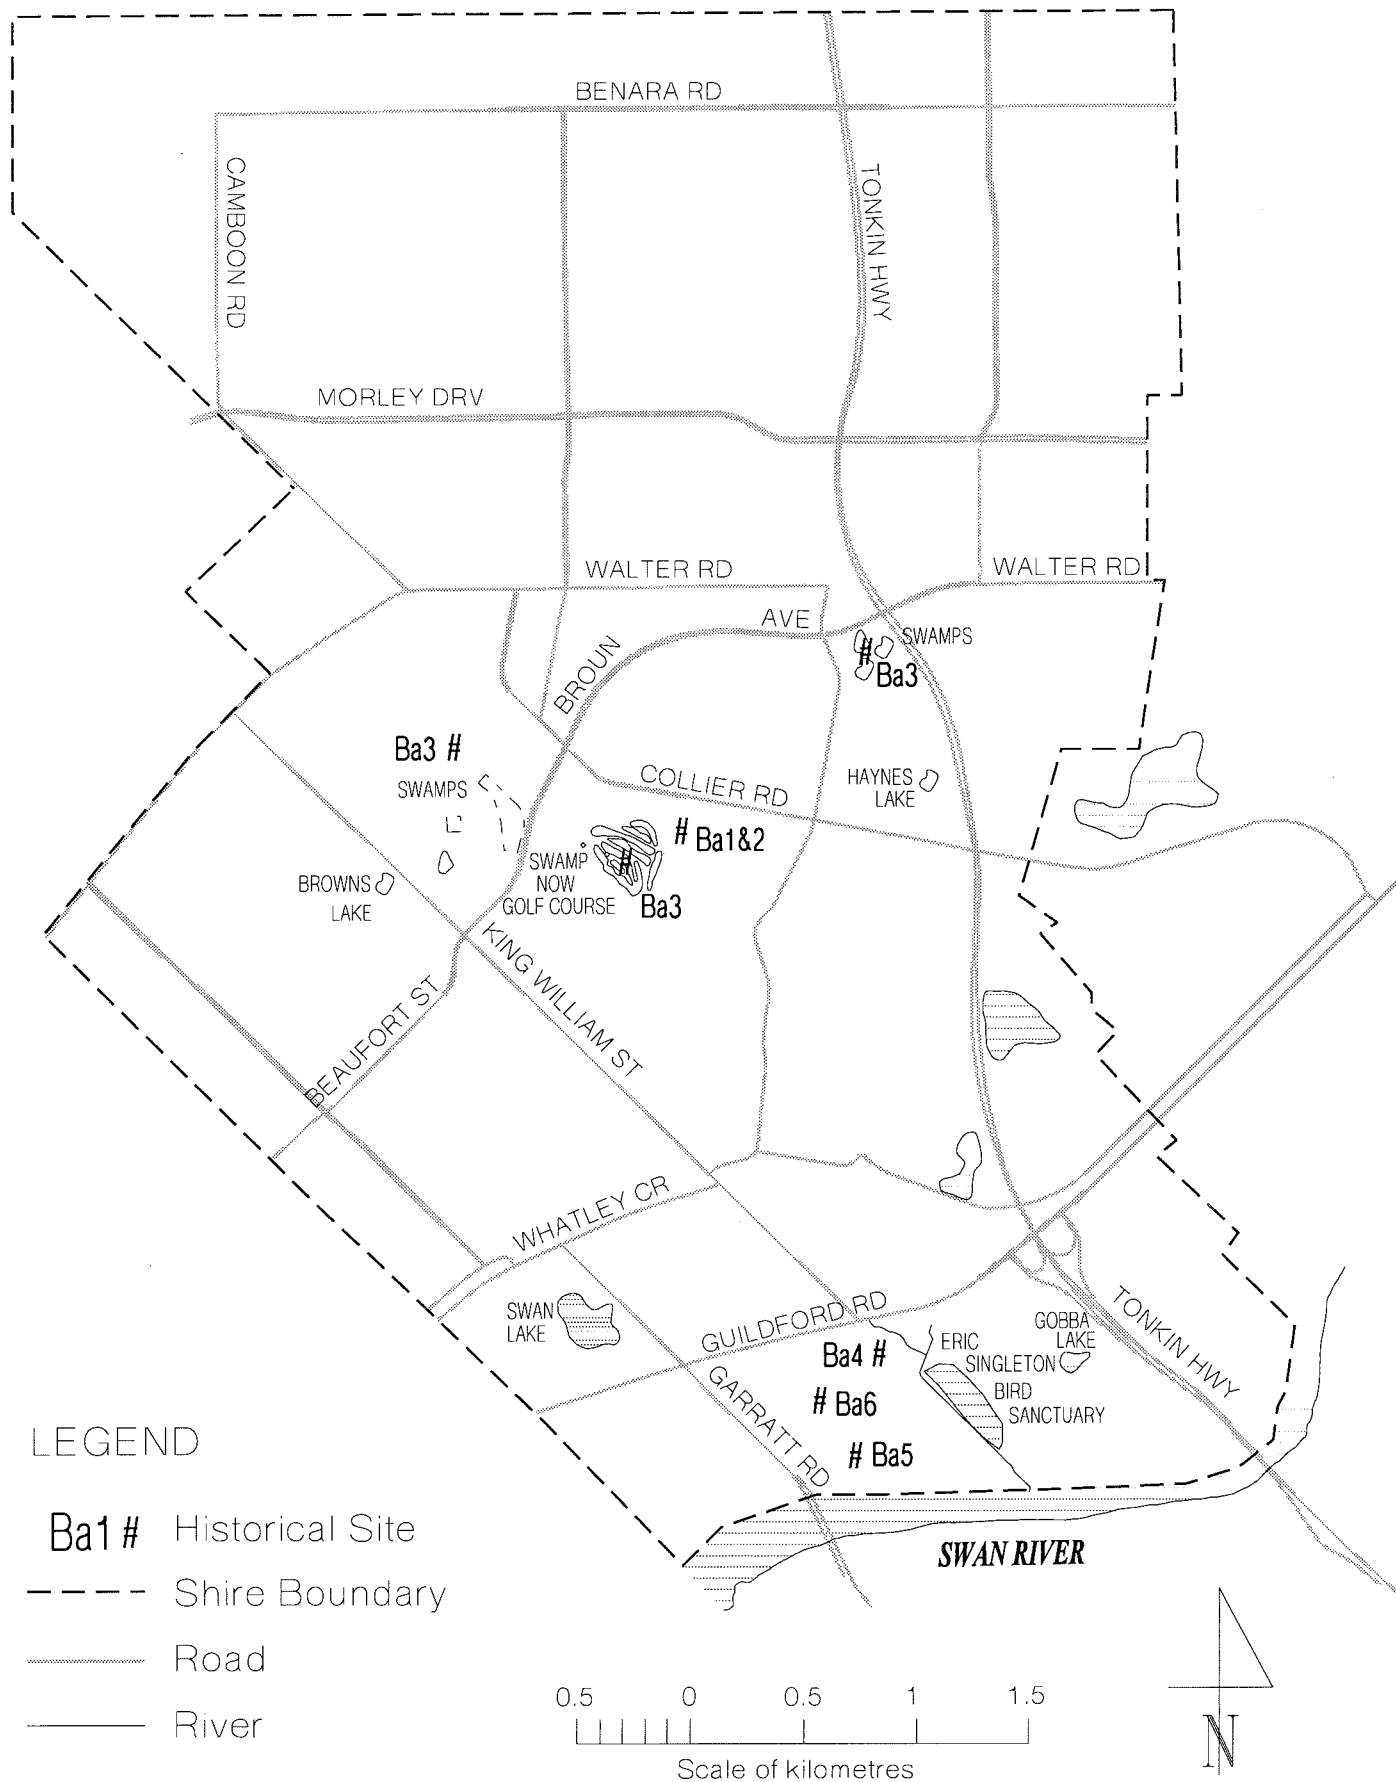 BENARA RD
CAMBOON RD
TONKIN HWY
MORLEY DRV
WALTER RD
WALTER RD
BROUN
AVE
SWAMPS
#
Ba3
Ba3 #
SWAMPS
COLLIER RD
HAYNES
LAKE
# Ba1&2
SWAMP
NOW
GOLF COURSE
#
Ba3
BROWNS
LAKE
KING WILLIAM ST
BEAUFORT ST
WHATLEY CR
SWAN
LAKE
GUILDFORD RD
GARRATT RD
Ba4 #
# Ba6
# Ba5
ERIC
SINGLETON
BIRD
SANCTUARY
GOBBA
LAKE
TONKIN HWY
SWAN RIVER
LEGEND
Ba1 # Historical Site
Shire Boundary
Road
River
0.5 0 0.5 1 1.5
Scale of kilometres
N